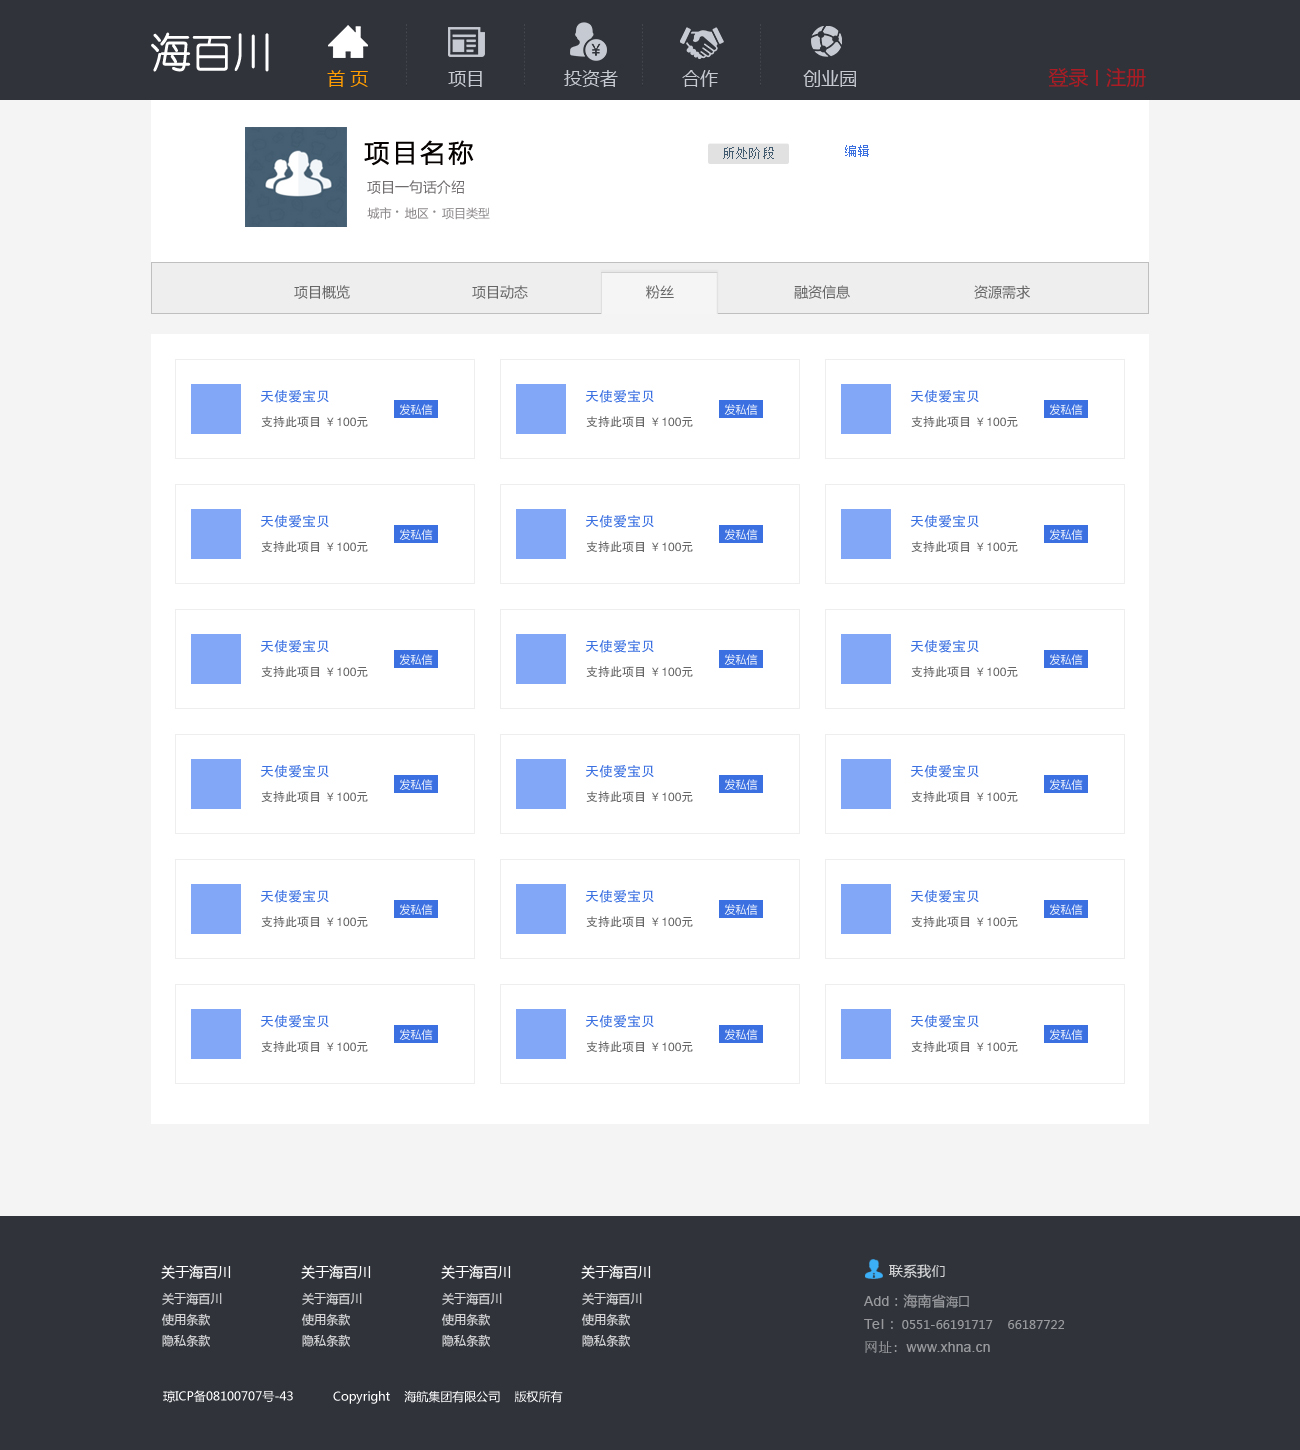 海百川
首 页
项目
投资者
合作
创业园
登录 | 注册
项目名称
所处阶段
编辑
项目一句话介绍
城市· 地区· 项目类型
项目概览
项目动态
粉丝
融资信息
资源需求
天使爱宝贝 天使爱宝贝 天使爱宝贝
发私信 发私信 发私信
支持此项目 ￥100元 支持此项目 ￥100元 支持此项目 ￥100元
天使爱宝贝 天使爱宝贝 天使爱宝贝
发私信 发私信 发私信
支持此项目 ￥100元 支持此项目 ￥100元 支持此项目 ￥100元
天使爱宝贝 天使爱宝贝 天使爱宝贝
发私信 发私信 发私信
支持此项目 ￥100元 支持此项目 ￥100元 支持此项目 ￥100元
天使爱宝贝 天使爱宝贝 天使爱宝贝
发私信 发私信 发私信
支持此项目 ￥100元 支持此项目 ￥100元 支持此项目 ￥100元
天使爱宝贝 天使爱宝贝 天使爱宝贝
发私信 发私信 发私信
支持此项目 ￥100元 支持此项目 ￥100元 支持此项目 ￥100元
天使爱宝贝 天使爱宝贝 天使爱宝贝
发私信 发私信 发私信
支持此项目 ￥100元 支持此项目 ￥100元 支持此项目 ￥100元
关于海百川 关于海百川 关于海百川 关于海百川
关于海百川 关于海百川 关于海百川 关于海百川
使用条款 使用条款 使用条款 使用条款
隐私条款 隐私条款 隐私条款 隐私条款
联系我们
Add：海南省海口
Tel：0551-66191717 66187722
网址：www.xhna.cn
琼ICP备08100707号-43 Copyright 海航集团有限公司 版权所有